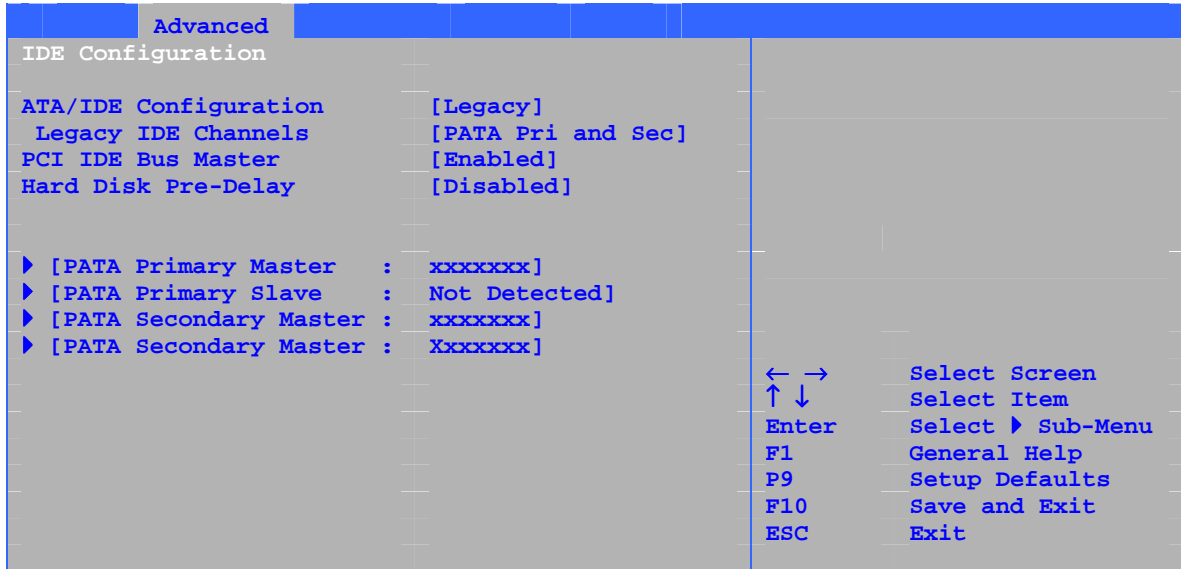 Advanced
IDE Configuration
ATA/IDE Configuration [Legacy]
Legacy IDE Channels [PATA Pri and Sec]
PCI IDE Bus Master [Enabled]
Hard Disk Pre-Delay [Disabled]
[PATA Primary Master : xxxxxxx]
[PATA Primary Slave : Not Detected]
[PATA Secondary Master : xxxxxxx]
[PATA Secondary Master : Xxxxxxx]
← → Select Screen
↑ ↓ Select Item
Enter Select Sub-Menu
F1 General Help
P9 Setup Defaults
F10 Save and Exit
ESC Exit